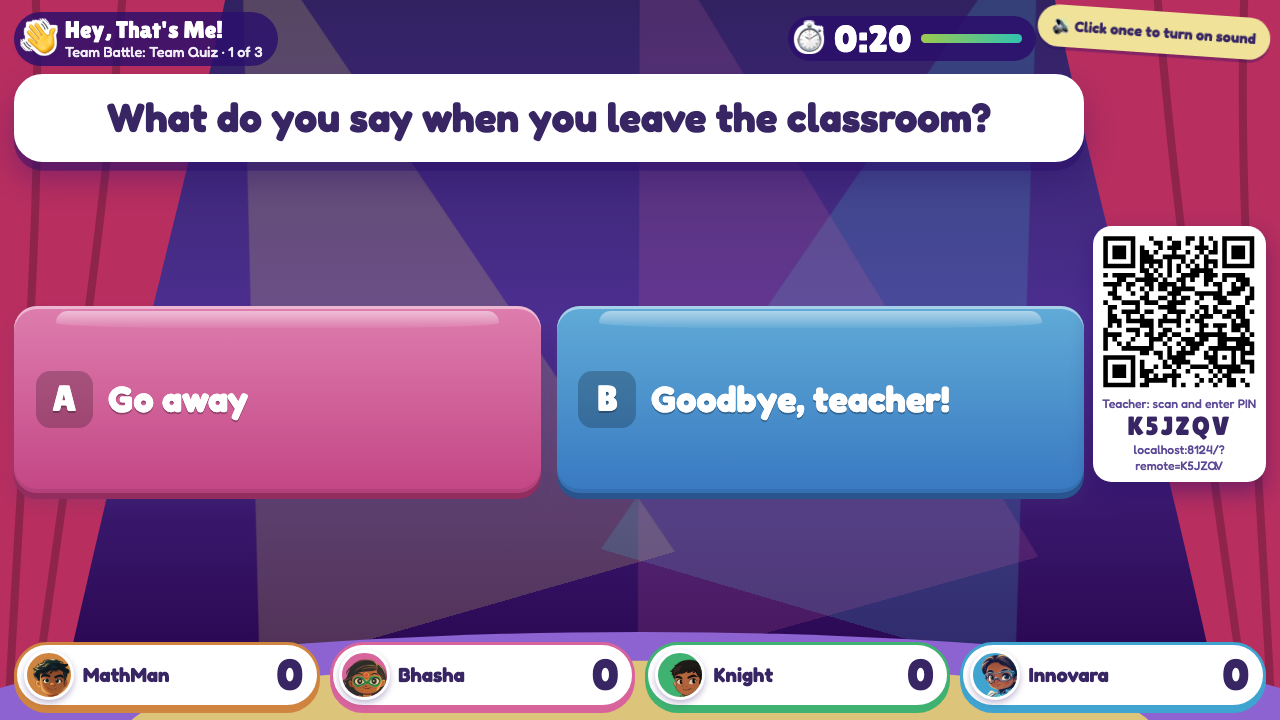 Hey, That's Me!
Team Battle: Team Quiz · 1 of 3
0:20
Click once to turn on sound
What do you say when you leave the classroom?
A Go away
B Goodbye, teacher!
Teacher: scan and enter PIN
K5JZQV
localhost:8124/?
remote=K5JZQV
MathMan 0
Bhasha 0
Knight 0
Innovara 0